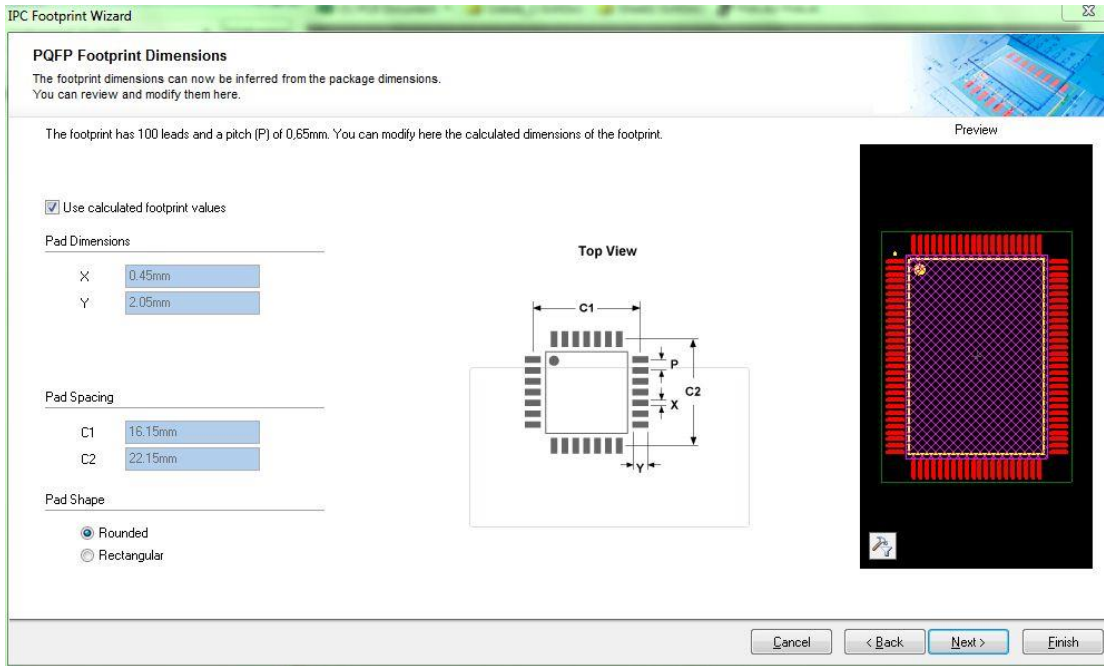 IPC Footprint Wizard
PQFP Footprint Dimensions
The footprint dimensions can now be inferred from the package dimensions.
You can review and modify them here.
The footprint has 100 leads and a pitch (P) of 0,65mm. You can modify here the calculated dimensions of the footprint.
Preview
Use calculated footprint values
Pad Dimensions
X 0.45mm
Y 2.05mm
Top View
C1
P
C2
X
Y
Pad Spacing
C1 16.15mm
C2 22.15mm
Pad Shape
Rounded
Rectangular
Cancel < Back Next > Finish